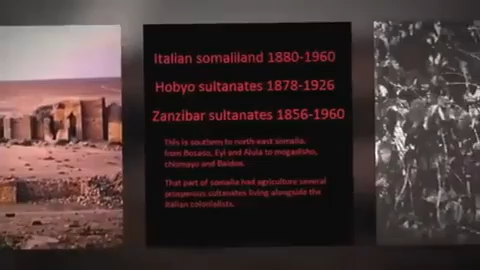 Italian somaliland 1880-1960
Hobyo sultanates 1878-1926
Zanzibar sultanates 1856-1960
This is southern to north east somalia.
from Bosaso, Eyl and Alula to mogadisho,
chismayo and Baidoa.
That part of somalia had agriculture several
prosperous sultanates living alongside the
Italian colonialists.